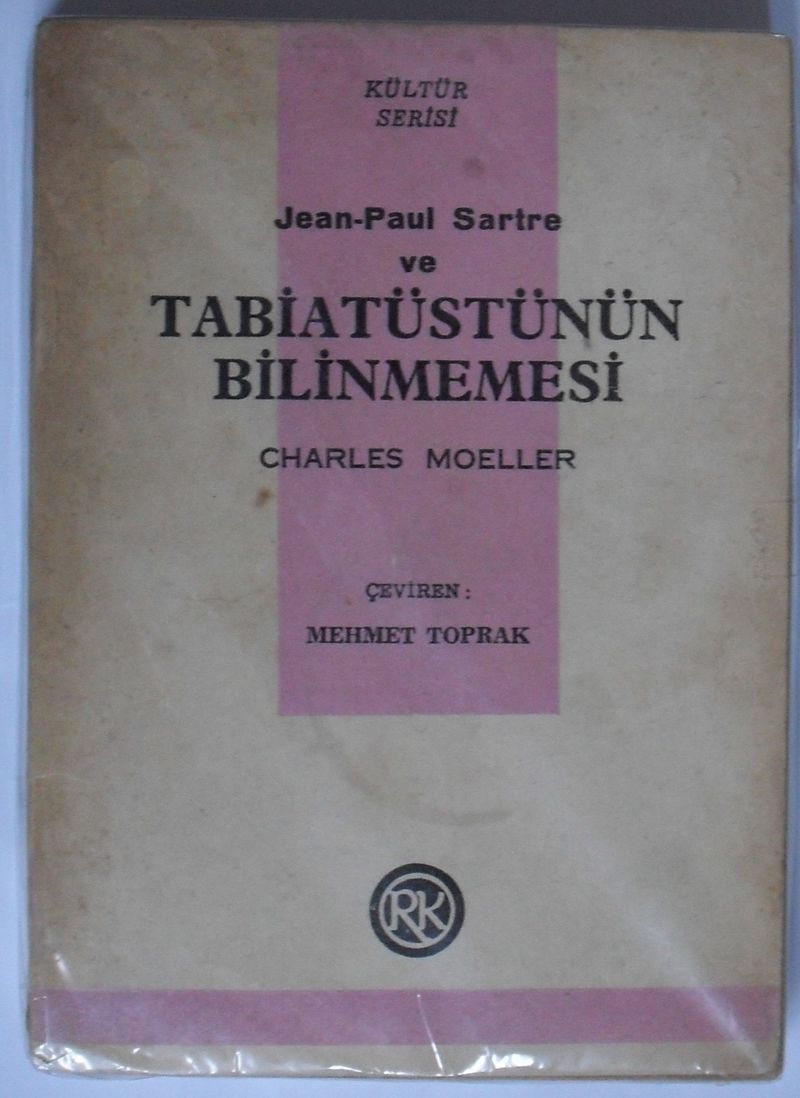 KÜLTÜR
SERİSİ
Jean-Paul Sartre
ve
TABİATÜSTÜNÜN
BİLİNMEMESİ
CHARLES MOELLER
ÇEVİREN :
MEHMET TOPRAK
RK